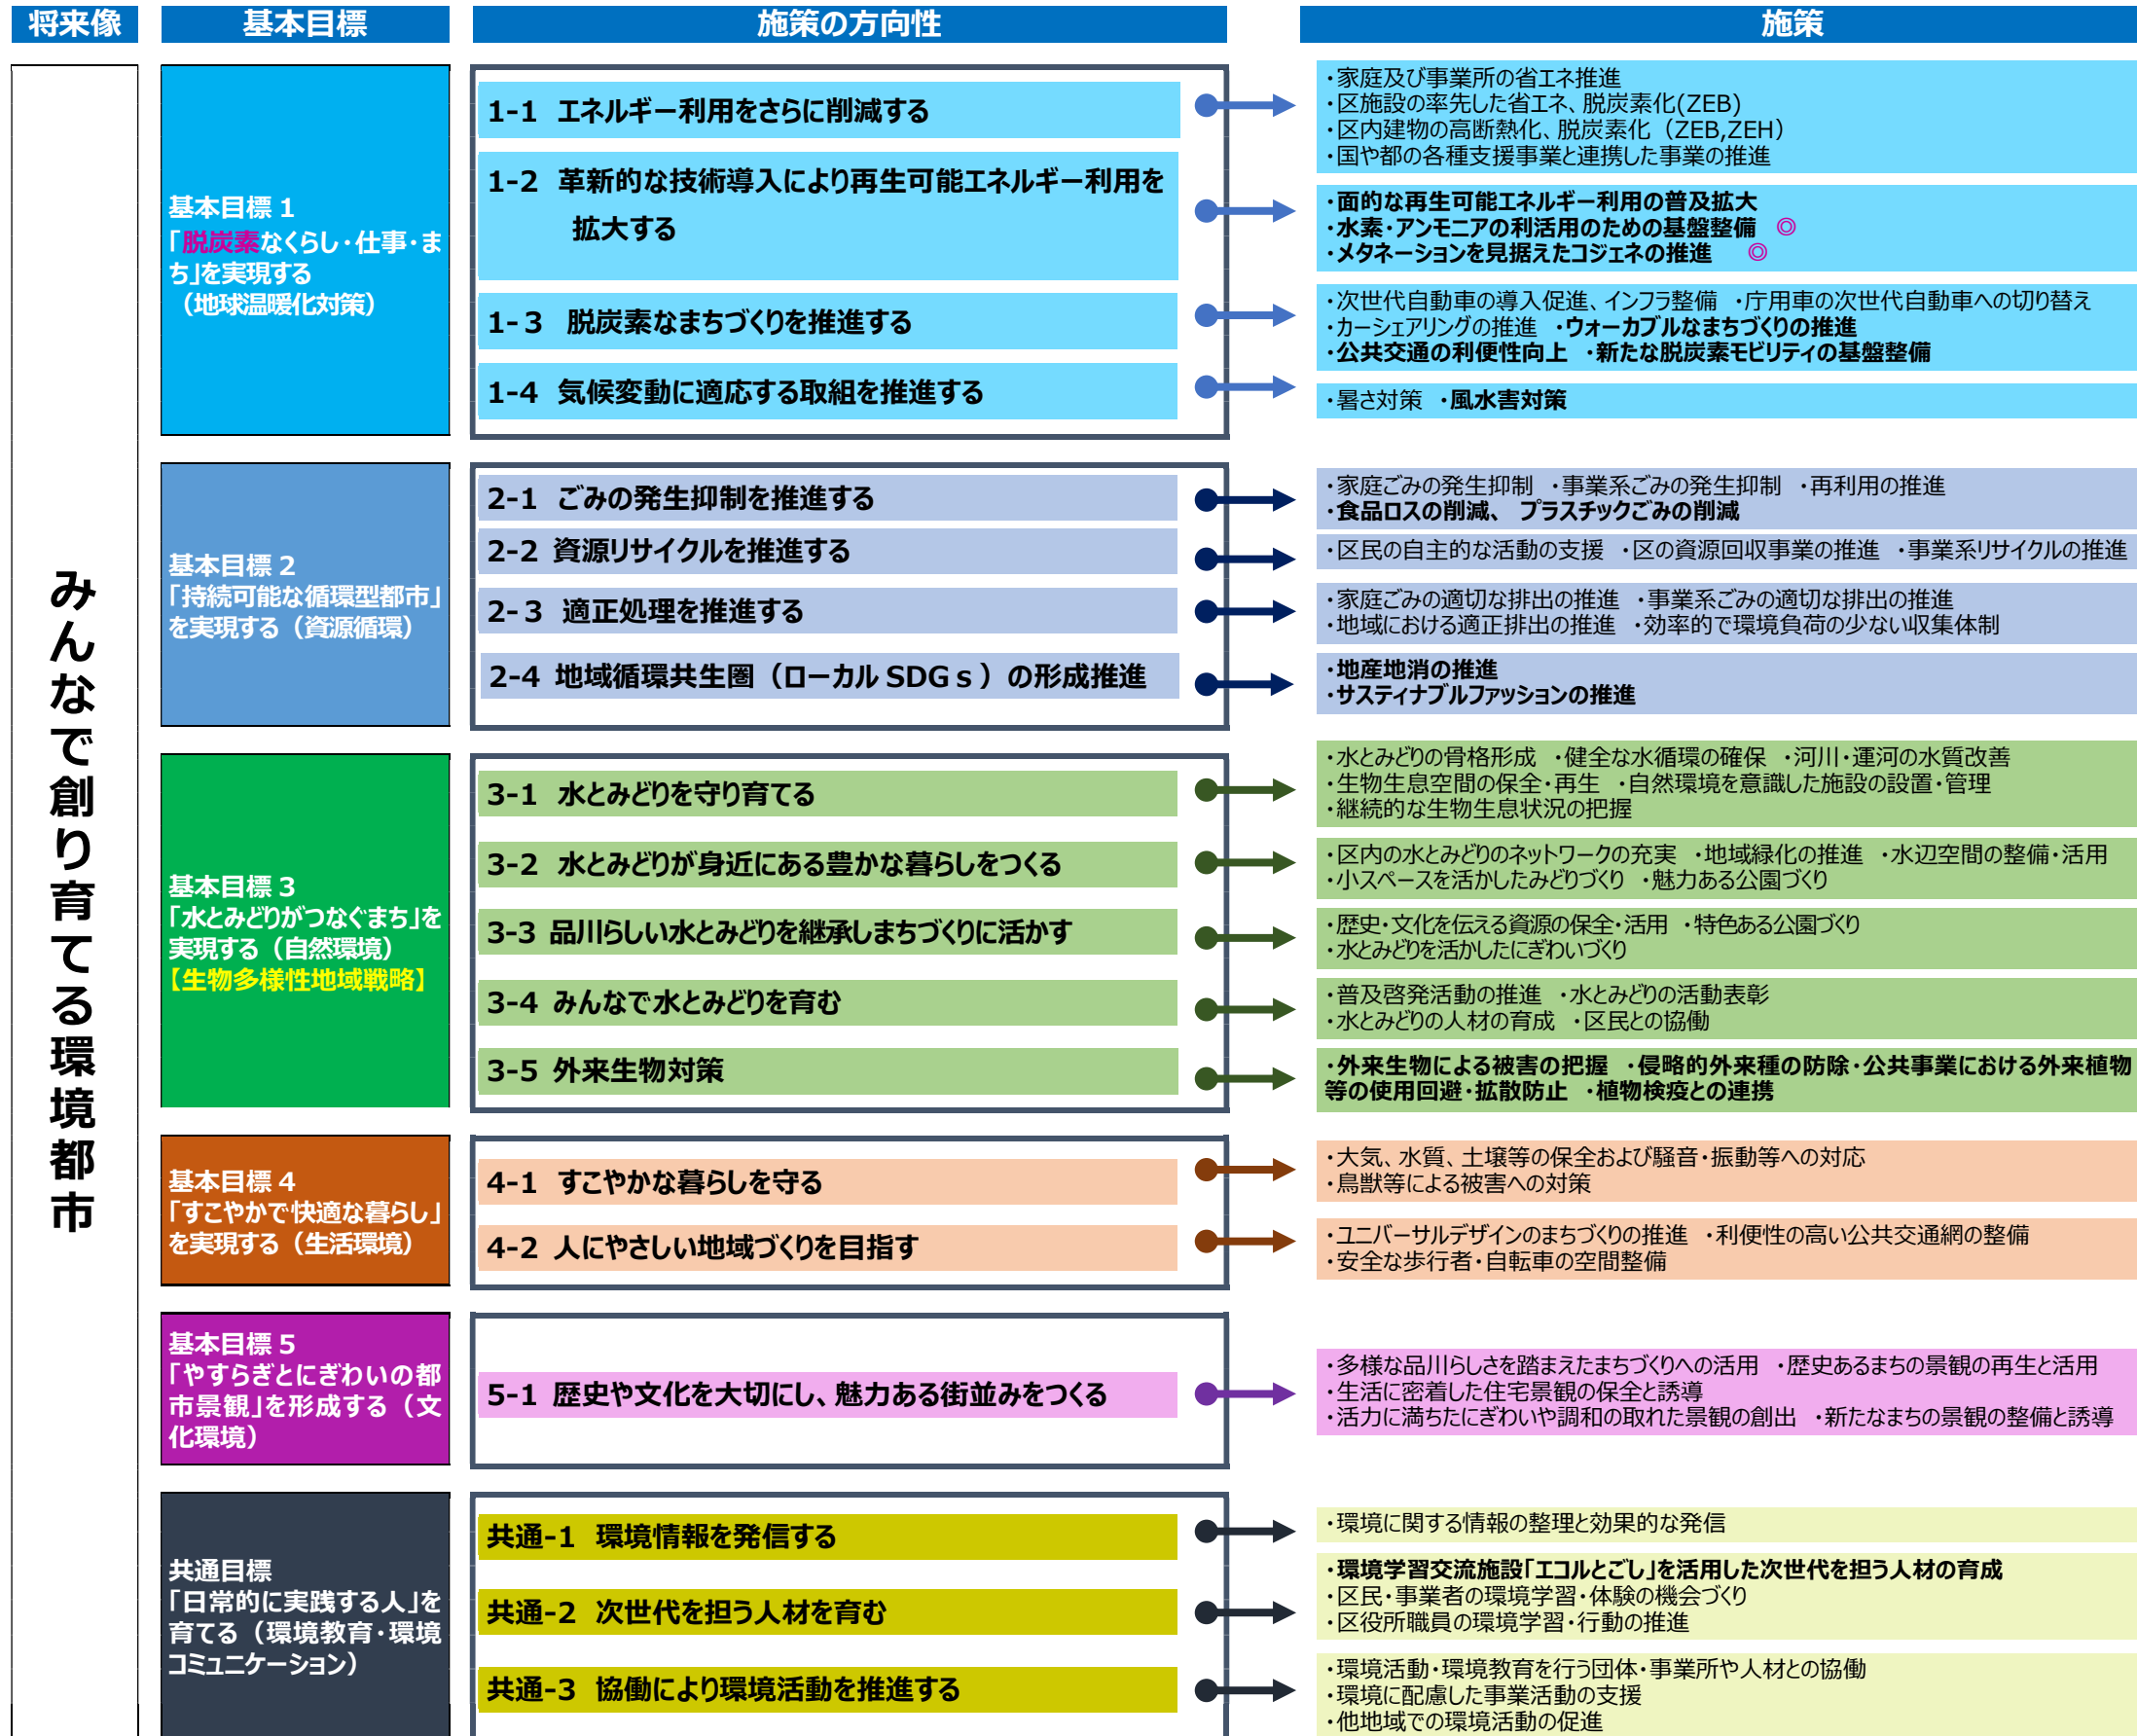 将来像
基本目標
施策の方向性
施策
みんなで創り育てる環境都市
基本目標 1
「脱炭素なくらし・仕事・ま
ち」を実現する
（地球温暖化対策）
1-1 エネルギー利用をさらに削減する
・家庭及び事業所の省エネ推進
・区施設の率先した省エネ、脱炭素化(ZEB)
・区内建物の高断熱化、脱炭素化（ZEB,ZEH）
・国や都の各種支援事業と連携した事業の推進
1-2 革新的な技術導入により再生可能エネルギー利用を
拡大する
・面的な再生可能エネルギー利用の普及拡大
・水素・アンモニアの利活用のための基盤整備 ◎
・メタネーションを見据えたコジェネの推進 ◎
1-３ 脱炭素なまちづくりを推進する
・次世代自動車の導入促進、インフラ整備 ・庁用車の次世代自動車への切り替え
・カーシェアリングの推進 ・ウォーカブルなまちづくりの推進
・公共交通の利便性向上 ・新たな脱炭素モビリティの基盤整備
1-4 気候変動に適応する取組を推進する
・暑さ対策 ・風水害対策
基本目標 2
「持続可能な循環型都市」
を実現する（資源循環）
2-1 ごみの発生抑制を推進する
・家庭ごみの発生抑制 ・事業系ごみの発生抑制 ・再利用の推進
・食品ロスの削減、 プラスチックごみの削減
2-2 資源リサイクルを推進する
・区民の自主的な活動の支援 ・区の資源回収事業の推進 ・事業系リサイクルの推進
2-３ 適正処理を推進する
・家庭ごみの適切な排出の推進 ・事業系ごみの適切な排出の推進
・地域における適正排出の推進 ・効率的で環境負荷の少ない収集体制
2-4 地域循環共生圏（ローカル SDGｓ）の形成推進
・地産地消の推進
・サスティナブルファッションの推進
基本目標 3
「水とみどりがつなぐまち」を
実現する（自然環境）
【生物多様性地域戦略】
3-1 水とみどりを守り育てる
・水とみどりの骨格形成 ・健全な水循環の確保 ・河川・運河の水質改善
・生物生息空間の保全・再生 ・自然環境を意識した施設の設置・管理
・継続的な生物生息状況の把握
3-2 水とみどりが身近にある豊かな暮らしをつくる
・区内の水とみどりのネットワークの充実 ・地域緑化の推進 ・水辺空間の整備・活用
・小スペースを活かしたみどりづくり ・魅力ある公園づくり
3-3 品川らしい水とみどりを継承しまちづくりに活かす
・歴史・文化を伝える資源の保全・活用 ・特色ある公園づくり
・水とみどりを活かしたにぎわいづくり
3-4 みんなで水とみどりを育む
・普及啓発活動の推進 ・水とみどりの活動表彰
・水とみどりの人材の育成 ・区民との協働
3-5 外来生物対策
・外来生物による被害の把握 ・侵略的外来種の防除・公共事業における外来植物
等の使用回避・拡散防止 ・植物検疫との連携
基本目標 4
「すこやかで快適な暮らし」
を実現する（生活環境）
4-1 すこやかな暮らしを守る
・大気、水質、土壌等の保全および騒音・振動等への対応
・鳥獣等による被害への対策
4-2 人にやさしい地域づくりを目指す
・ユニバーサルデザインのまちづくりの推進 ・利便性の高い公共交通網の整備
・安全な歩行者・自転車の空間整備
基本目標 5
「やすらぎとにぎわいの都
市景観」を形成する（文
化環境）
5-1 歴史や文化を大切にし、魅力ある街並みをつくる
・多様な品川らしさを踏まえたまちづくりへの活用 ・歴史あるまちの景観の再生と活用
・生活に密着した住宅景観の保全と誘導
・活力に満ちたにぎわいや調和の取れた景観の創出 ・新たなまちの景観の整備と誘導
共通目標
「日常的に実践する人」を
育てる（環境教育・環境
コミュニケーション）
共通-1 環境情報を発信する
・環境に関する情報の整理と効果的な発信
共通-2 次世代を担う人材を育む
・環境学習交流施設「エコルとごし」を活用した次世代を担う人材の育成
・区民・事業者の環境学習・体験の機会づくり
・区役所職員の環境学習・行動の推進
共通-3 協働により環境活動を推進する
・環境活動・環境教育を行う団体・事業所や人材との協働
・環境に配慮した事業活動の支援
・他地域での環境活動の促進